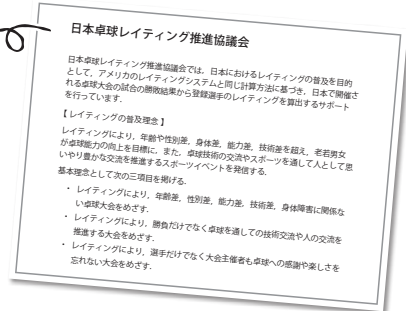 日本卓球レイティング推進協議会
日本卓球レイティング推進協議会では，日本におけるレイティングの普及を目的
として，アメリカのレイティングシステムと同じ計算方法に基づき，日本で開催さ
れる卓球大会の試合の勝敗結果から登録選手のレイティングを算出するサポート
を行っています．
【 レイティングの普及理念 】
レイティングにより，年齢や性別差，身体差，能力差，技術差を超え，老若男女
が卓球能力の向上を目標に，また，卓球技術の交流やスポーツを通して人として思
いやり豊かな交流を推進するスポーツイベントを発信する．
基本理念として次の三項目を掲げる．
・ レイティングにより，年齢差，性別差，能力差，技術差，身体障害に関係な
い卓球大会をめざす．
・ レイティングにより，勝負だけでなく卓球を通しての技術交流や人の交流を
推進する大会をめざす．
・ レイティングにより，選手だけでなく大会主催者も卓球への感謝や楽しさを
忘れない大会をめざす．